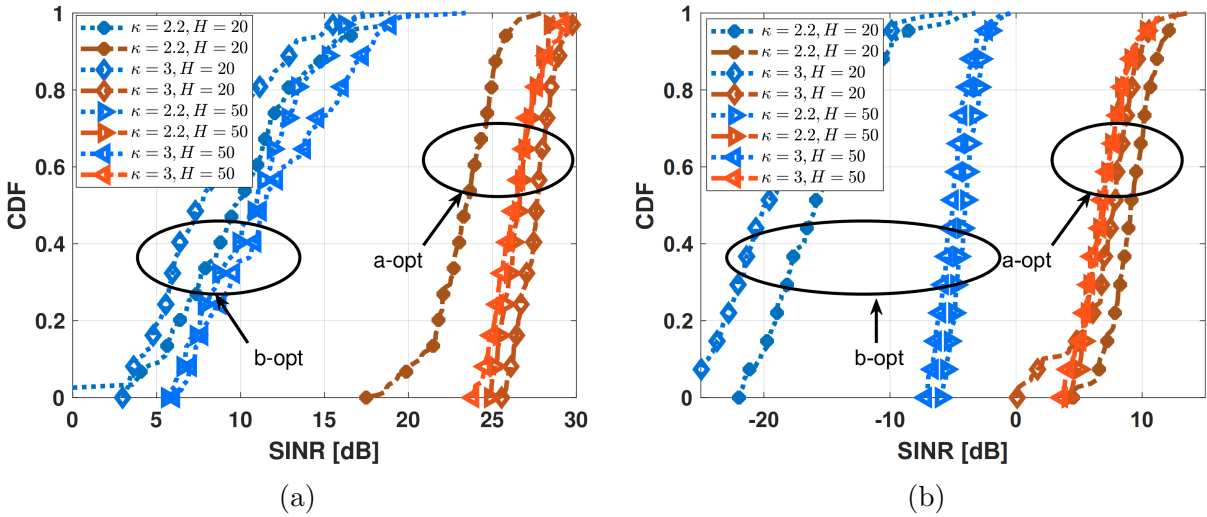 κ = 2.2, H = 20
κ = 2.2, H = 20
κ = 3, H = 20
κ = 3, H = 20
κ = 2.2, H = 50
κ = 2.2, H = 50
κ = 3, H = 50
κ = 3, H = 50
1
0.8
0.6
0.4
0.2
0
CDF
a-opt
b-opt
0 5 10 15 20 25 30
SINR [dB]
(a)
κ = 2.2, H = 20
κ = 2.2, H = 20
κ = 3, H = 20
κ = 3, H = 20
κ = 2.2, H = 50
κ = 2.2, H = 50
κ = 3, H = 50
κ = 3, H = 50
1
0.8
0.6
0.4
0.2
0
CDF
a-opt
b-opt
-20 -10 0 10
SINR [dB]
(b)